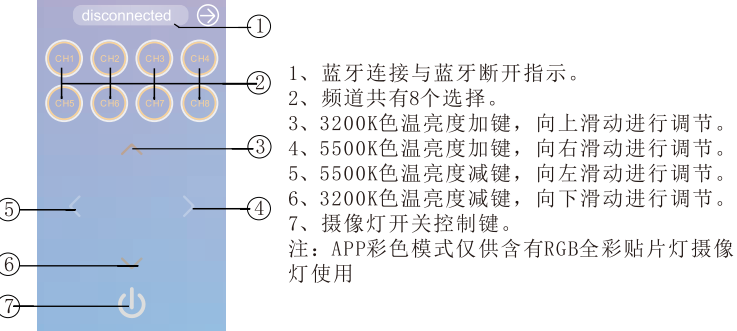 disconnected
①
CH1 CH2 CH3 CH4
②
CH5 CH6 CH7 CH8
③
⑤
④
⑥
⑦
1、蓝牙连接与蓝牙断开指示。
2、频道共有8个选择。
3、3200K色温亮度加键，向上滑动进行调节。
4、5500K色温亮度加键，向右滑动进行调节。
5、5500K色温亮度减键，向左滑动进行调节。
6、3200K色温亮度减键，向下滑动进行调节。
7、摄像灯开关控制键。
注：APP彩色模式仅供含有RGB全彩贴片灯摄像
灯使用